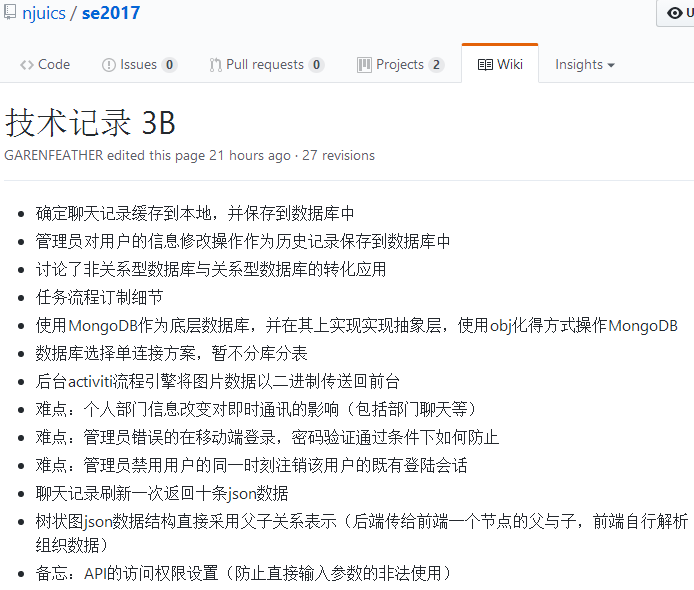 njuics / se2017
U
Code
Issues 0
Pull requests 0
Projects 2
Wiki
Insights
技术记录 3B
GARENFEATHER edited this page 21 hours ago · 27 revisions
确定聊天记录缓存到本地，并保存到数据库中
管理员对用户的信息修改操作作为历史记录保存到数据库中
讨论了非关系型数据库与关系型数据库的转化应用
任务流程订制细节
使用MongoDB作为底层数据库，并在其上实现实现抽象层，使用obj化得方式操作MongoDB
数据库选择单连接方案，暂不分库分表
后台activiti流程引擎将图片数据以二进制传送回前台
难点：个人部门信息改变对即时通讯的影响（包括部门聊天等）
难点：管理员错误的在移动端登录，密码验证通过条件下如何防止
难点：管理员禁用用户的同一时刻注销该用户的既有登陆会话
聊天记录刷新一次返回十条json数据
树状图json数据结构直接采用父子关系表示（后端传给前端一个节点的父与子，前端自行解析
组织数据）
备忘：API的访问权限设置（防止直接输入参数的非法使用）